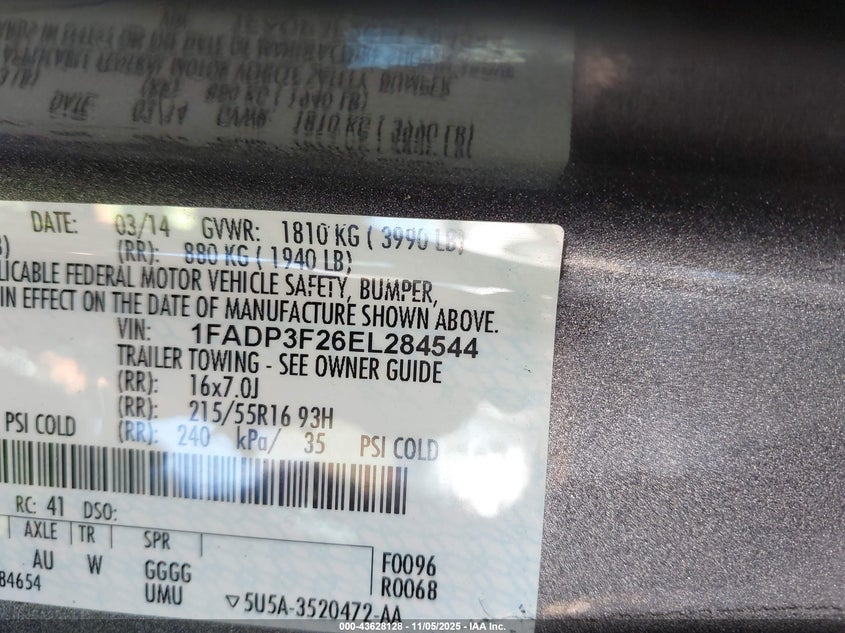 DATE: 03/14 GVWR: 1810 KG ( 3990 LB)
(RR): 880 KG ( 1940 LB)
LICABLE FEDERAL MOTOR VEHICLE SAFETY, BUMPER,
IN EFFECT ON THE DATE OF MANUFACTURE SHOWN ABOVE.
VIN: 1FADP3F26EL284544
TRAILER TOWING - SEE OWNER GUIDE
(RR): 16x7.0J
(RR): 215/55R16 93H
PSI COLD (RR): 240 kPa/ 35 PSI COLD
RC: 41 DSO:
AXLE TR SPR
AU W GGGG F0096
84654 UMU R0068
▽5U5A-3520472-AA
000-43628128 - 11/05/2025 - IAA Inc.